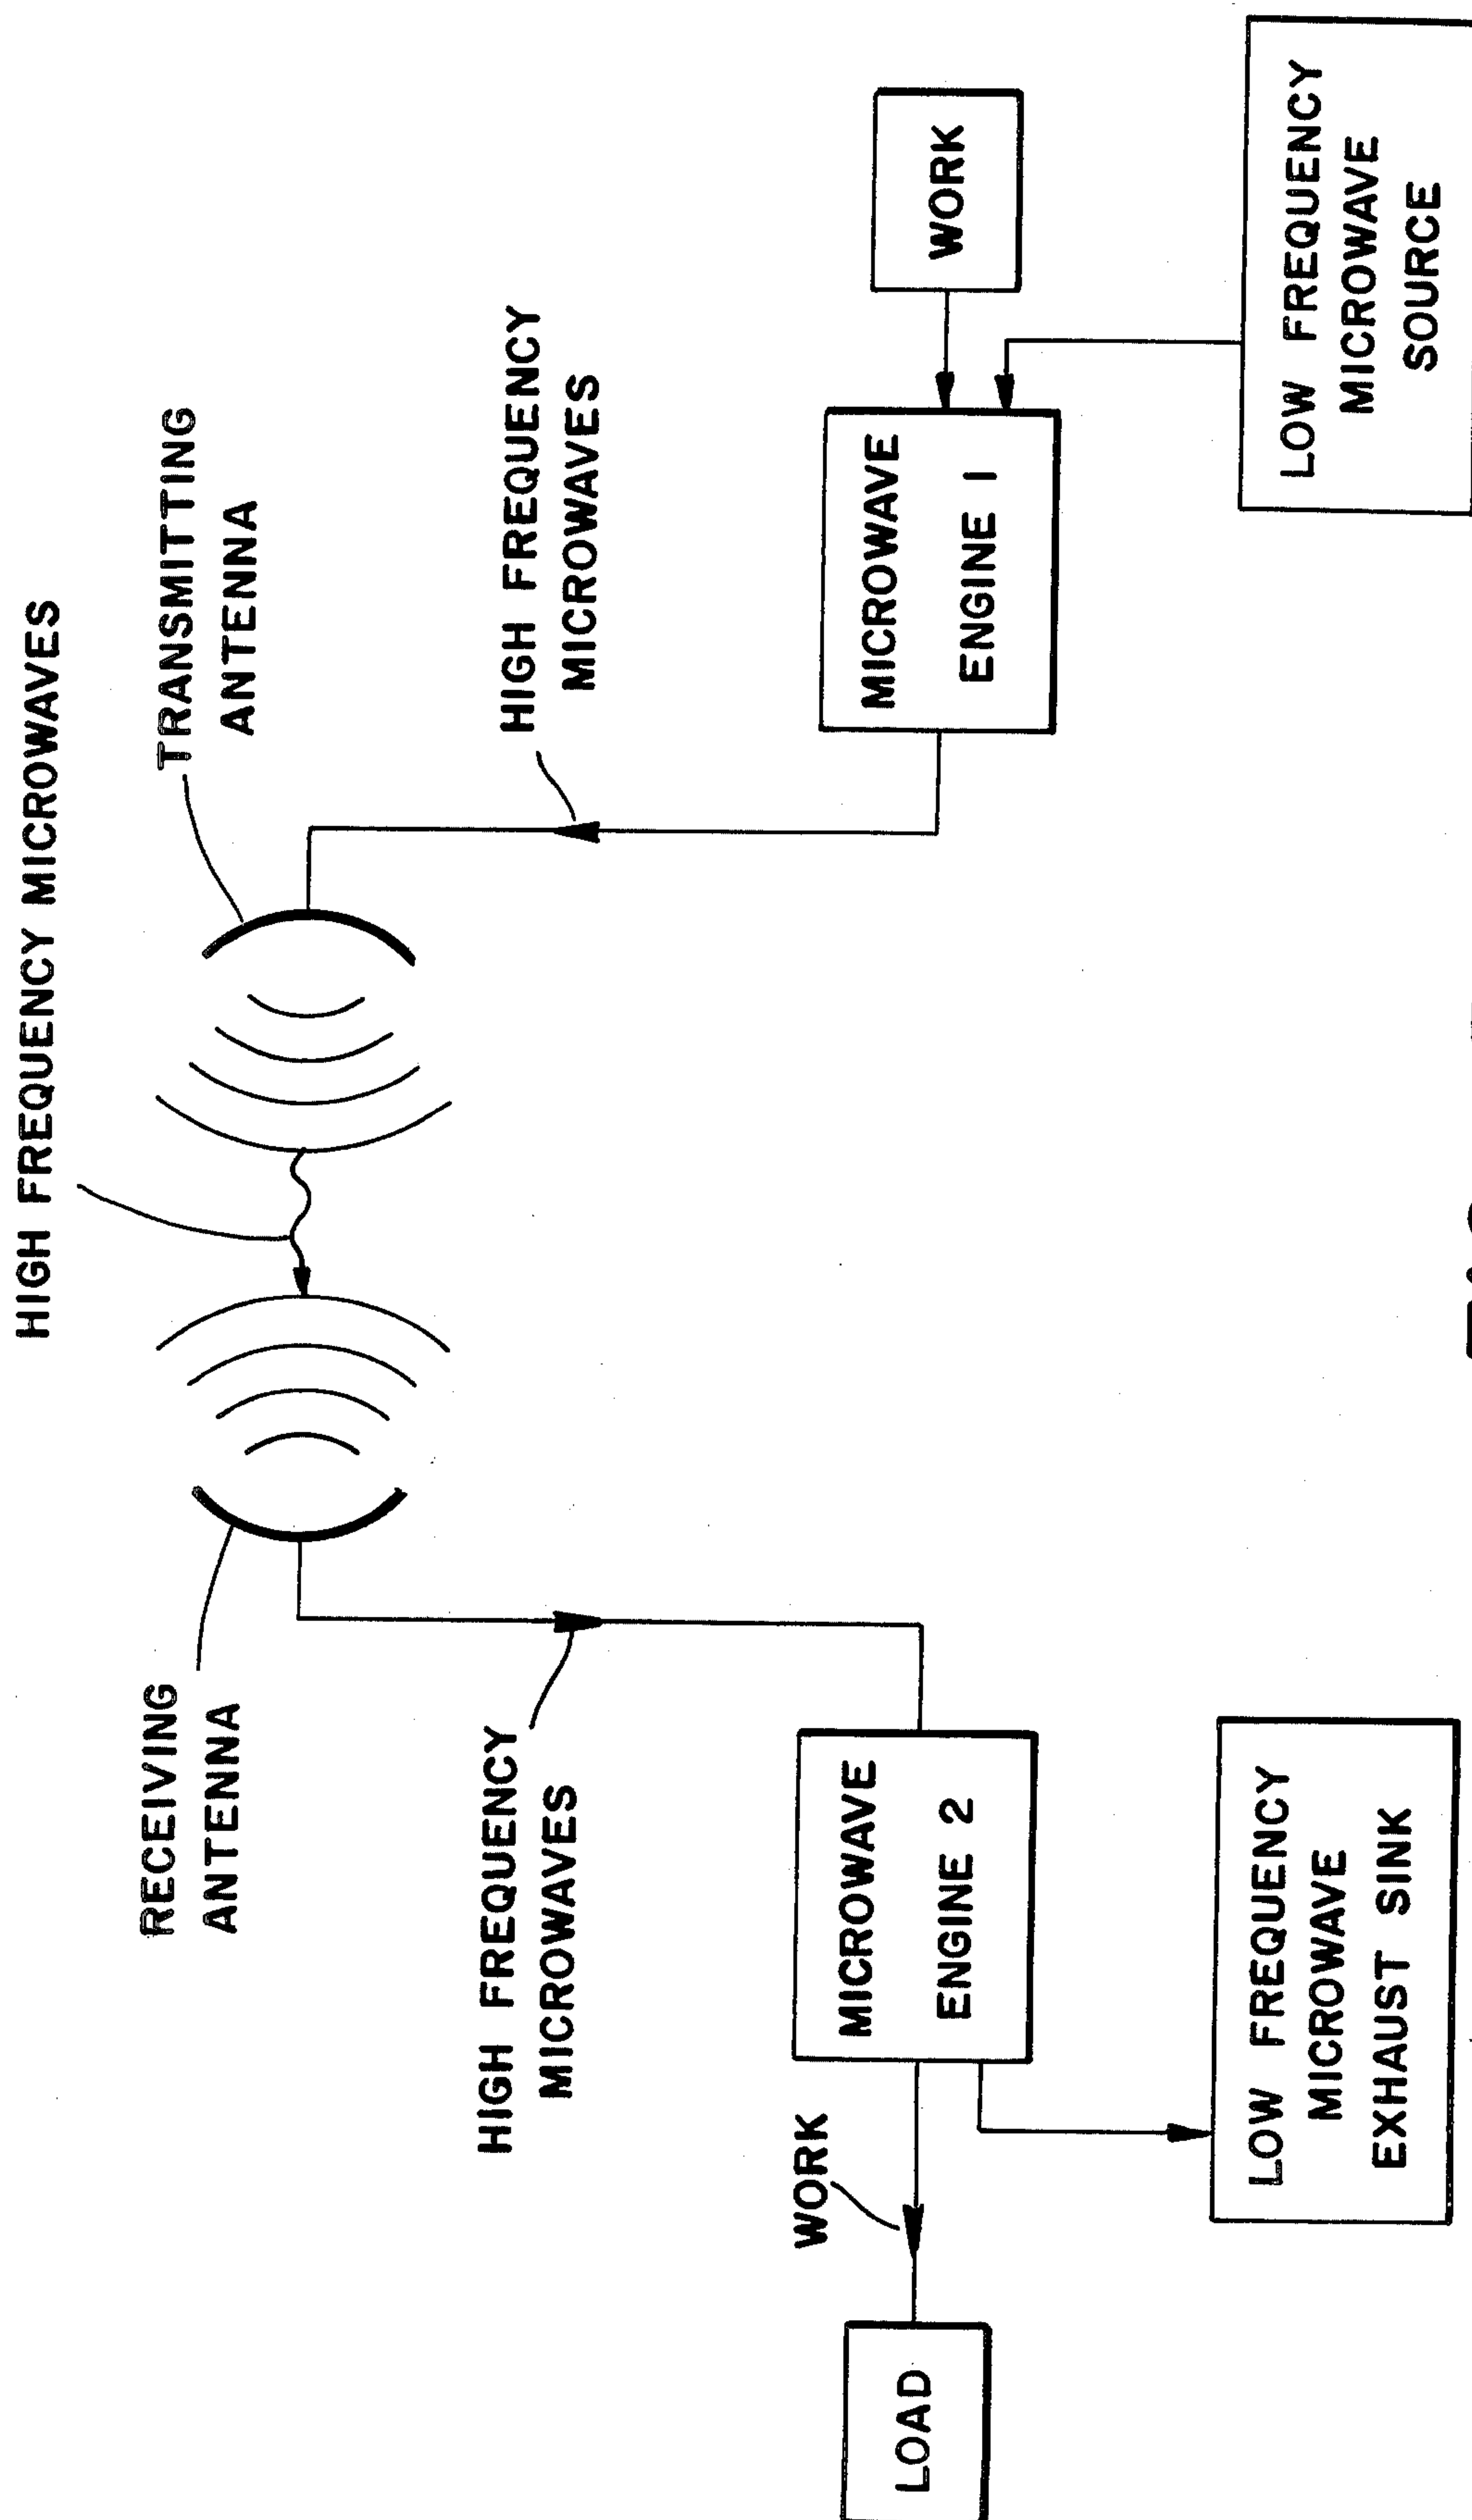 HIGH FREQUENCY MICROWAVES
RECEIVING
ANTENNA
TRANSMITTING
ANTENNA
HIGH FREQUENCY
MICROWAVES
HIGH FREQUENCY
MICROWAVES
WORK
LOAD
MICROWAVE
ENGINE 2
MICROWAVE
ENGINE 1
WORK
LOW FREQUENCY
MICROWAVE
EXHAUST SINK
LOW FREQUENCY
MICROWAVE
SOURCE